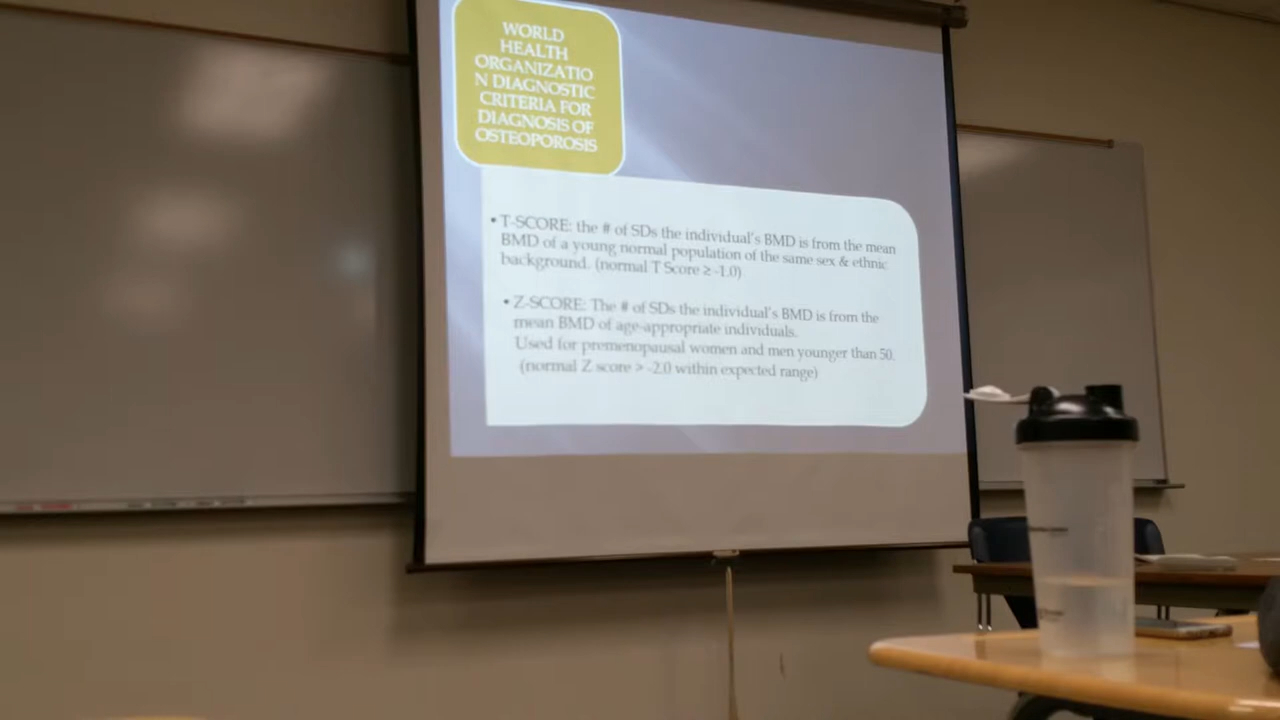 WORLD
HEALTH
ORGANIZATIO
N DIAGNOSTIC
CRITERIA FOR
DIAGNOSIS OF
OSTEOPOROSIS
• T-SCORE: the # of SDs the individual's BMD is from the mean
BMD of a young normal population of the same sex & ethnic
background. (normal T Score ≥ -1.0)
• Z-SCORE: The # of SDs the individual's BMD is from the
mean BMD of age-appropriate individuals.
Used for premenopausal women and men younger than 50.
(normal Z score > -2.0 within expected range)